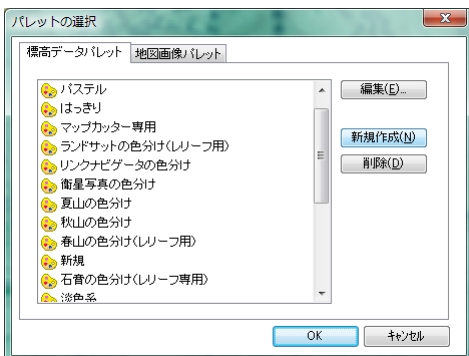 パレットの選択
標高データパレット
地図画像パレット
パステル
はっきり
マップカッター専用
ランドサットの色分け(レリーフ用)
リンクナビゲータの色分け
衛星写真の色分け
夏山の色分け
秋山の色分け
春山の色分け(レリーフ用)
新規
石膏の色分け(レリーフ専用)
淡色系
編集(E)...
新規作成(N)
削除(D)
OK
キャンセル